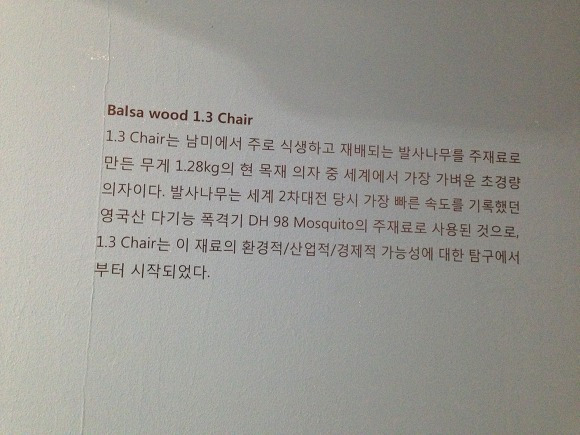 Balsa wood 1.3 Chair
1.3 Chair는 남미에서 주로 식생하고 재배되는 발사나무를 주재료로
만든 무게 1.28kg의 현 목재 의자 중 세계에서 가장 가벼운 초경량
의자이다. 발사나무는 세계 2차대전 당시 가장 빠른 속도를 기록했던
영국산 다기능 폭격기 DH 98 Mosquito의 주재료로 사용된 것으로,
1.3 Chair는 이 재료의 환경적/산업적/경제적 가능성에 대한 탐구에서
부터 시작되었다.